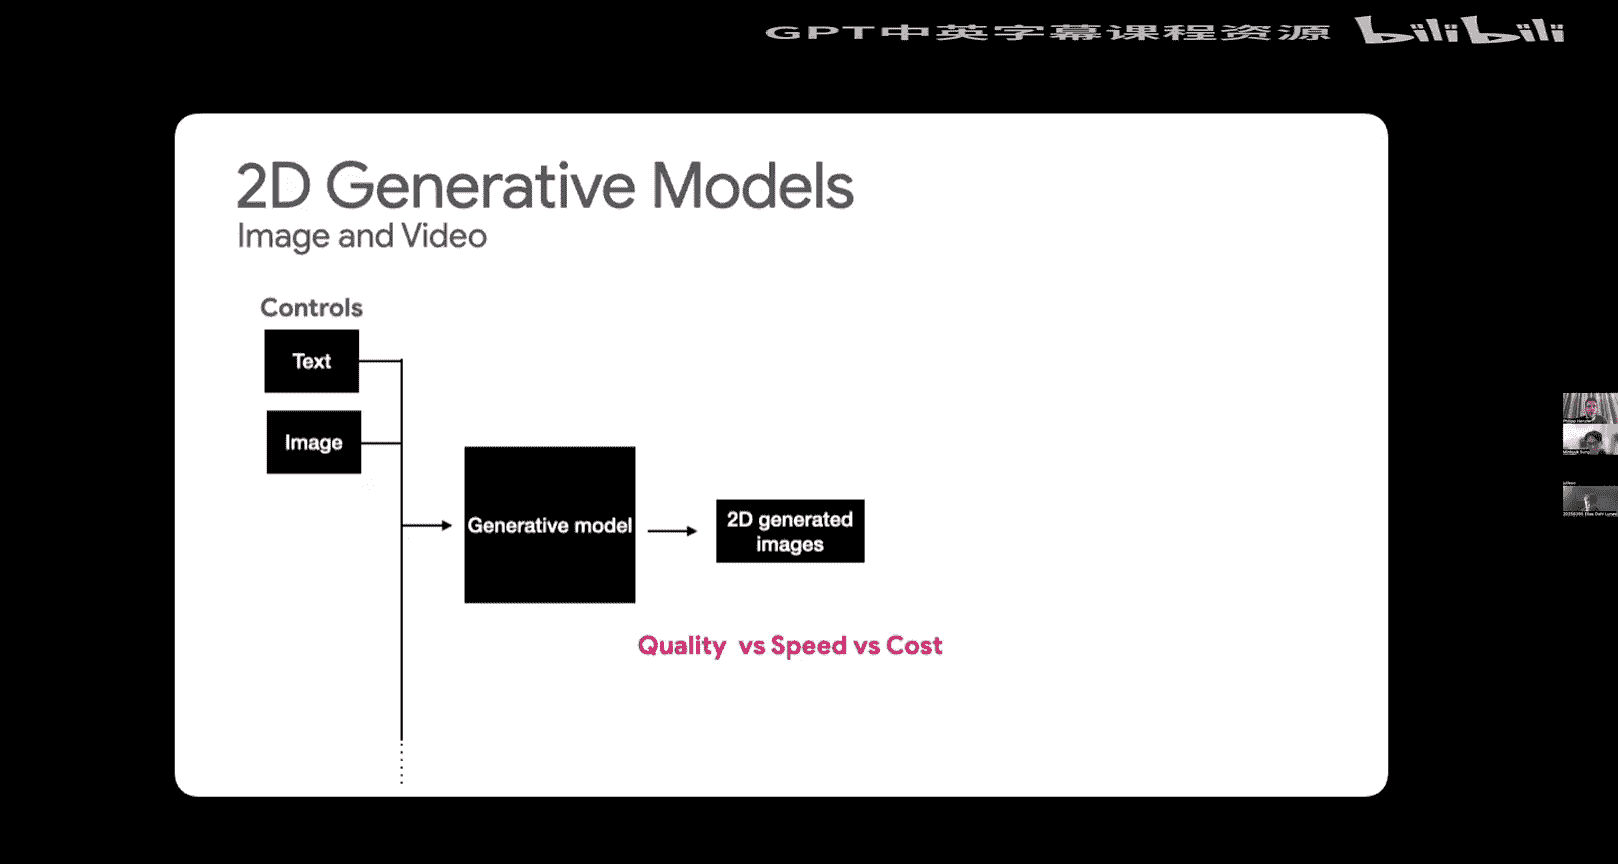 GPT中英字幕课程资源 bilibili
2D Generative Models
Image and Video
Controls
Text
Image
Generative model
2D generated
images
Quality vs Speed vs Cost